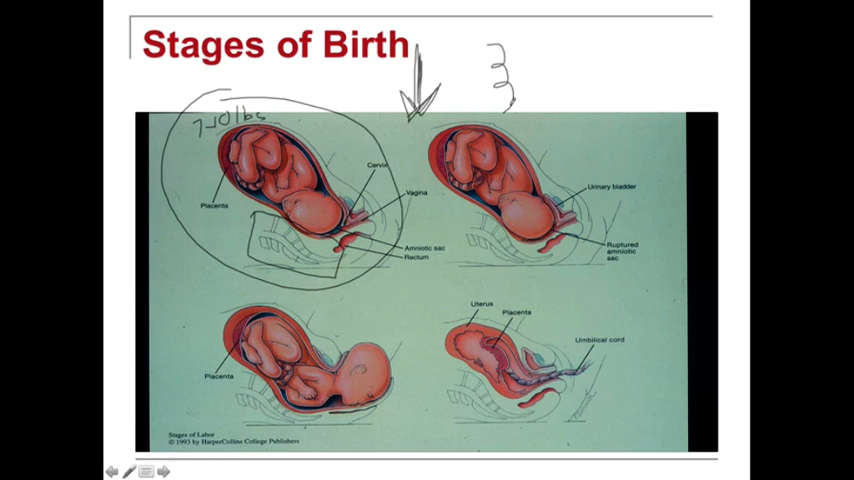 Stages of Birth
7-10 lbs
Cervix
Vagina
Placenta
Amniotic sac
Rectum
Urinary bladder
Ruptured
amniotic
sac
Placenta
Uterus
Placenta
Umbilical cord
Stages of Labor
© 1993 by HarperCollins College Publishers